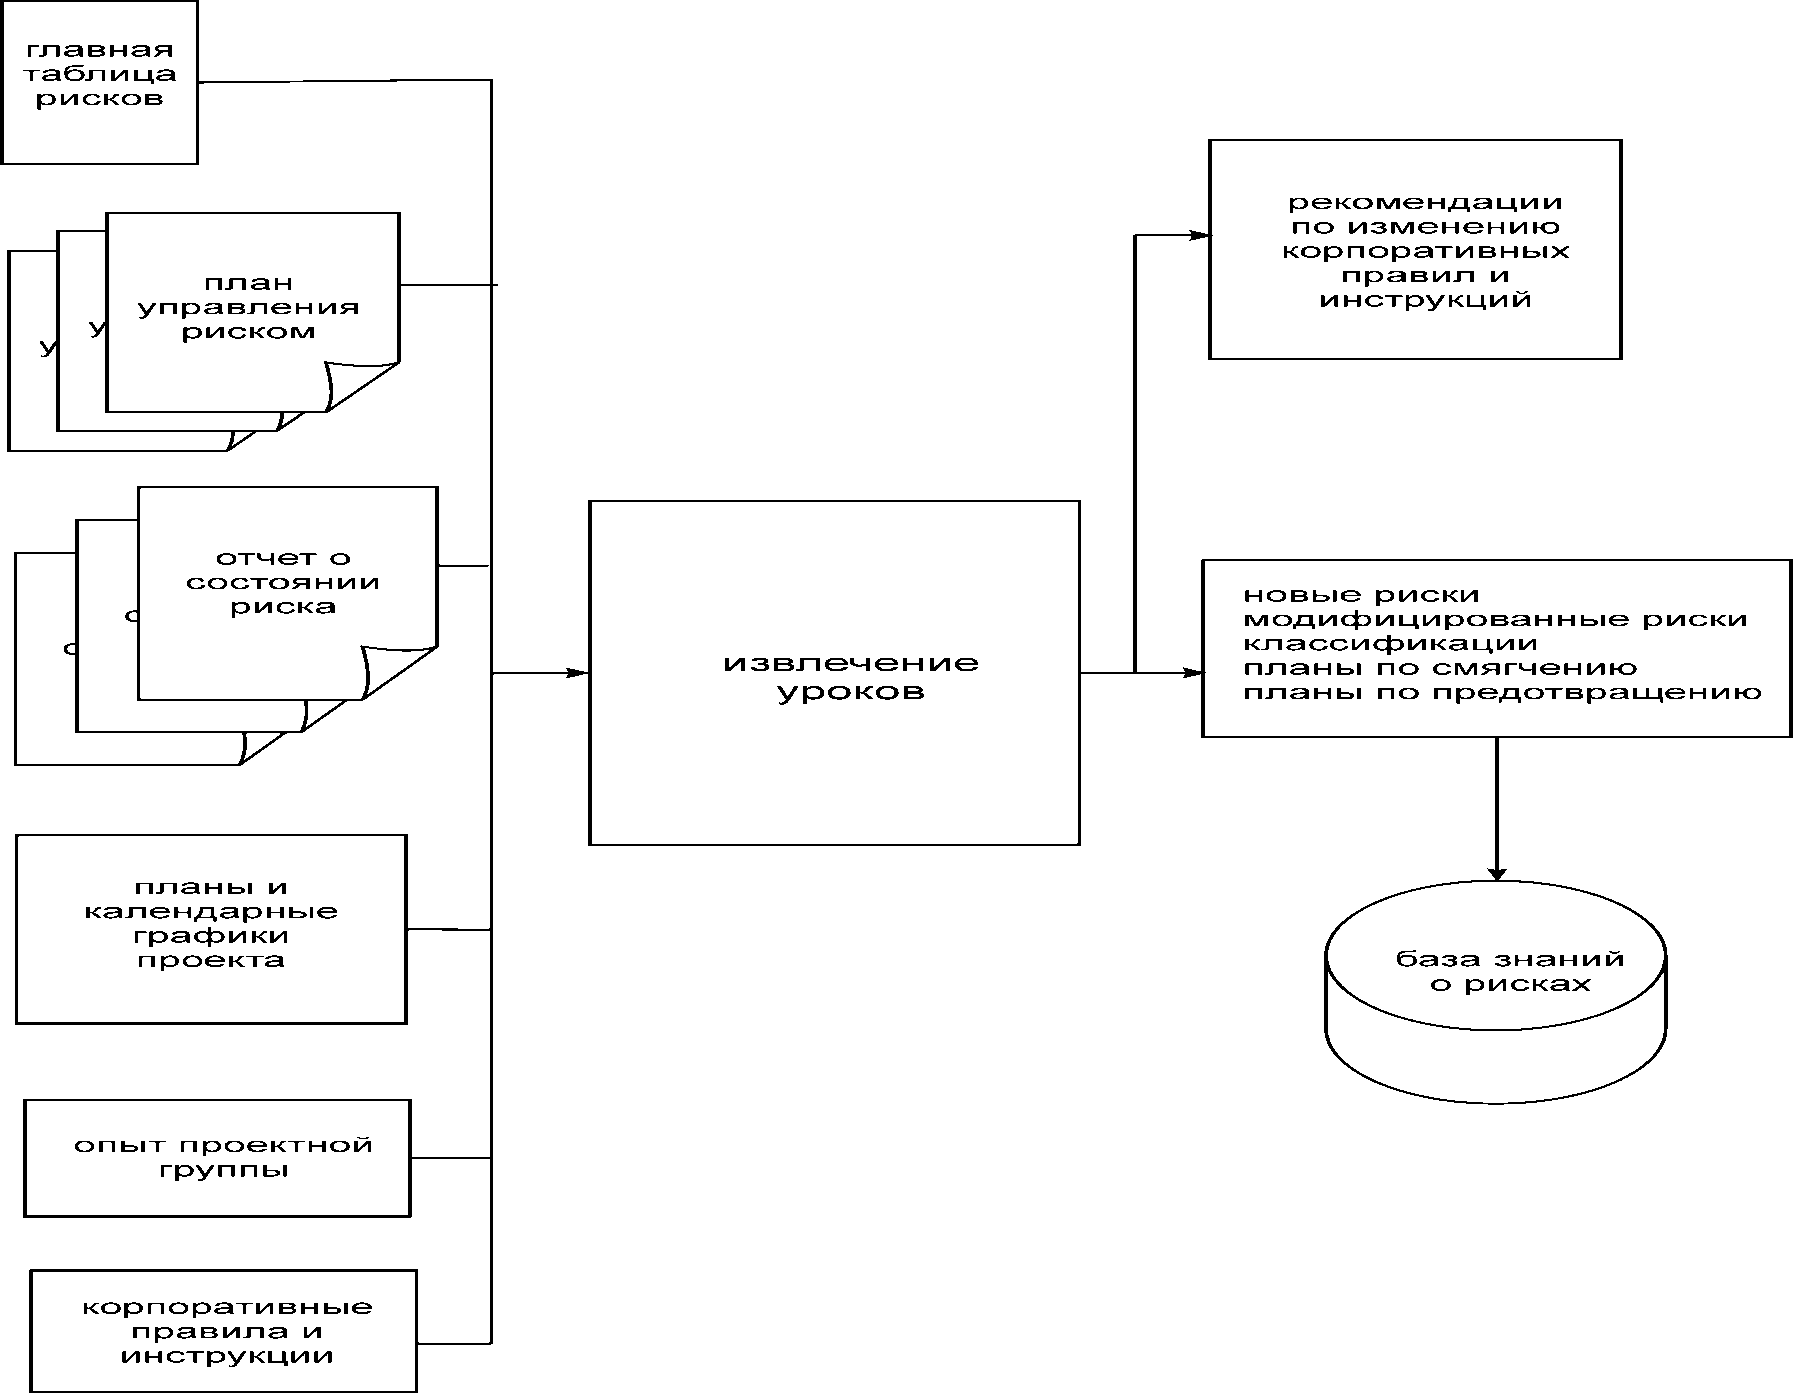 главная
таблица
рисков
план
управления
риском
у
у
отчет о
состоянии
риска
о
о
планы и
календарные
графики
проекта
опыт проектной
группы
корпоративные
правила и
инструкции
извлечение
уроков
рекомендации
по изменению
корпоративных
правил и
инструкций
новые риски
модифицированные риски
классификации
планы по смягчению
планы по предотвращению
база знаний
о рисках